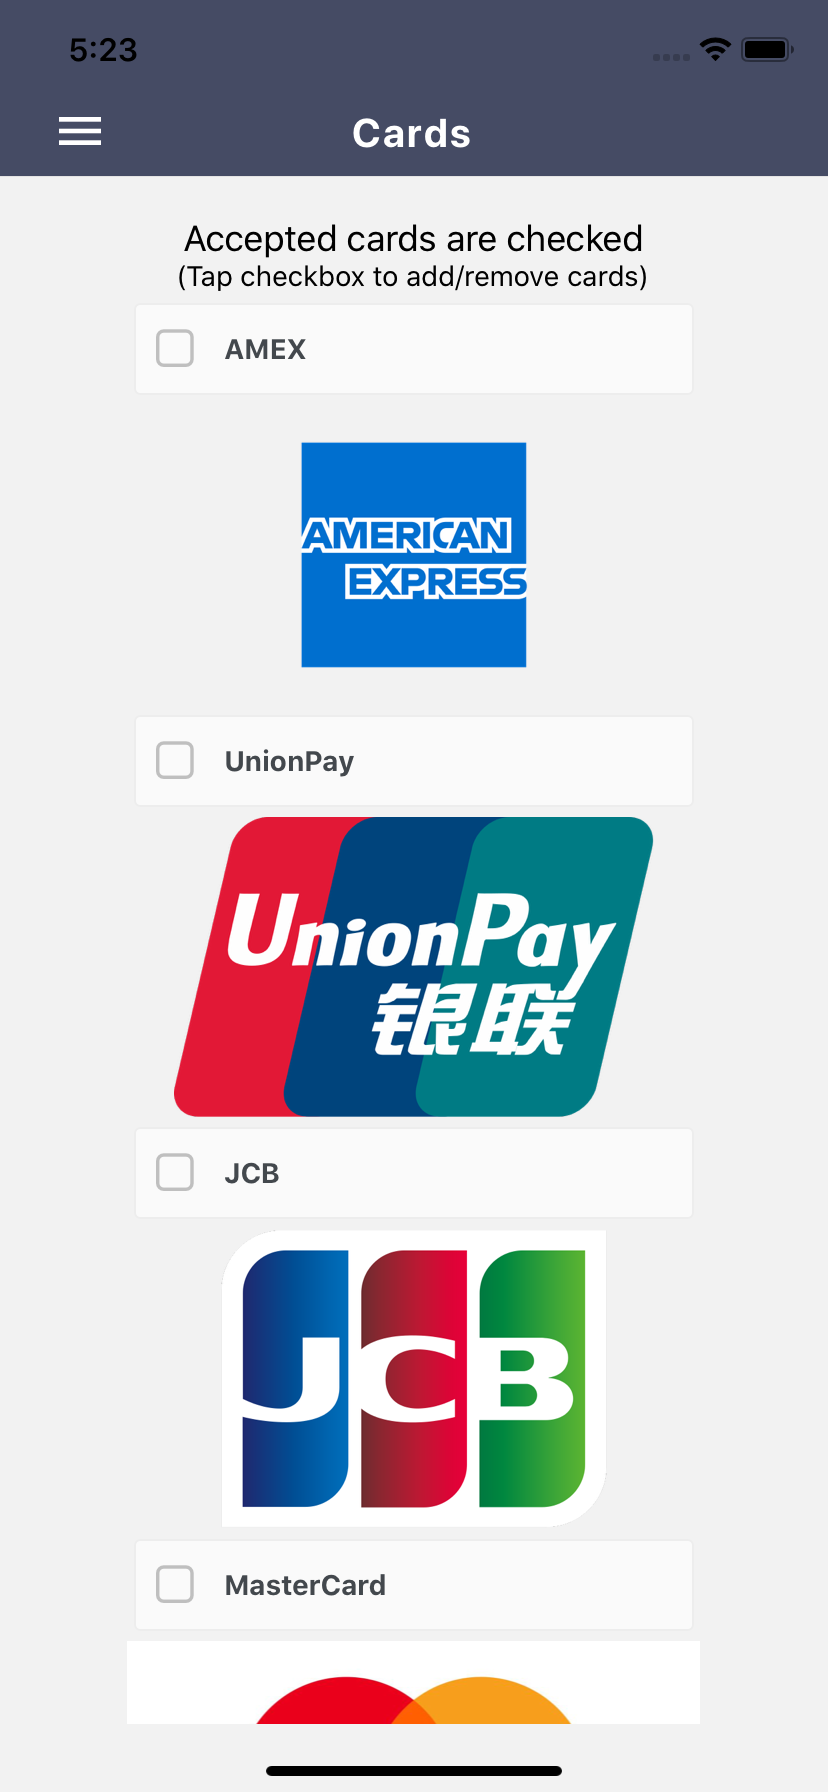 5:23
Cards
Accepted cards are checked
(Tap checkbox to add/remove cards)
AMEX
AMERICAN
EXPRESS
UnionPay
UnionPay
银联
JCB
JCB
MasterCard